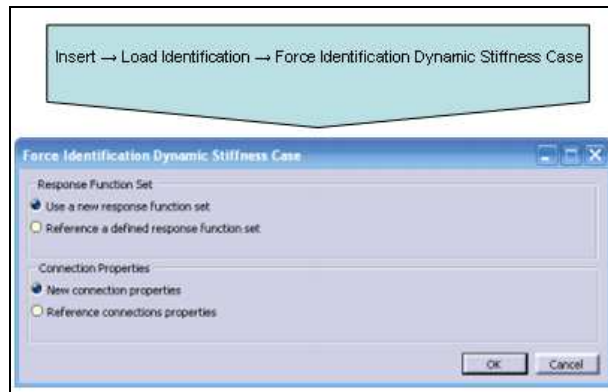 Insert → Load Identification → Force Identification Dynamic Stiffness Case
Force Identification Dynamic Stiffness Case
Response Function Set
Use a new response function set
Reference a defined response function set
Connection Properties
New connection properties
Reference connections properties
OK Cancel